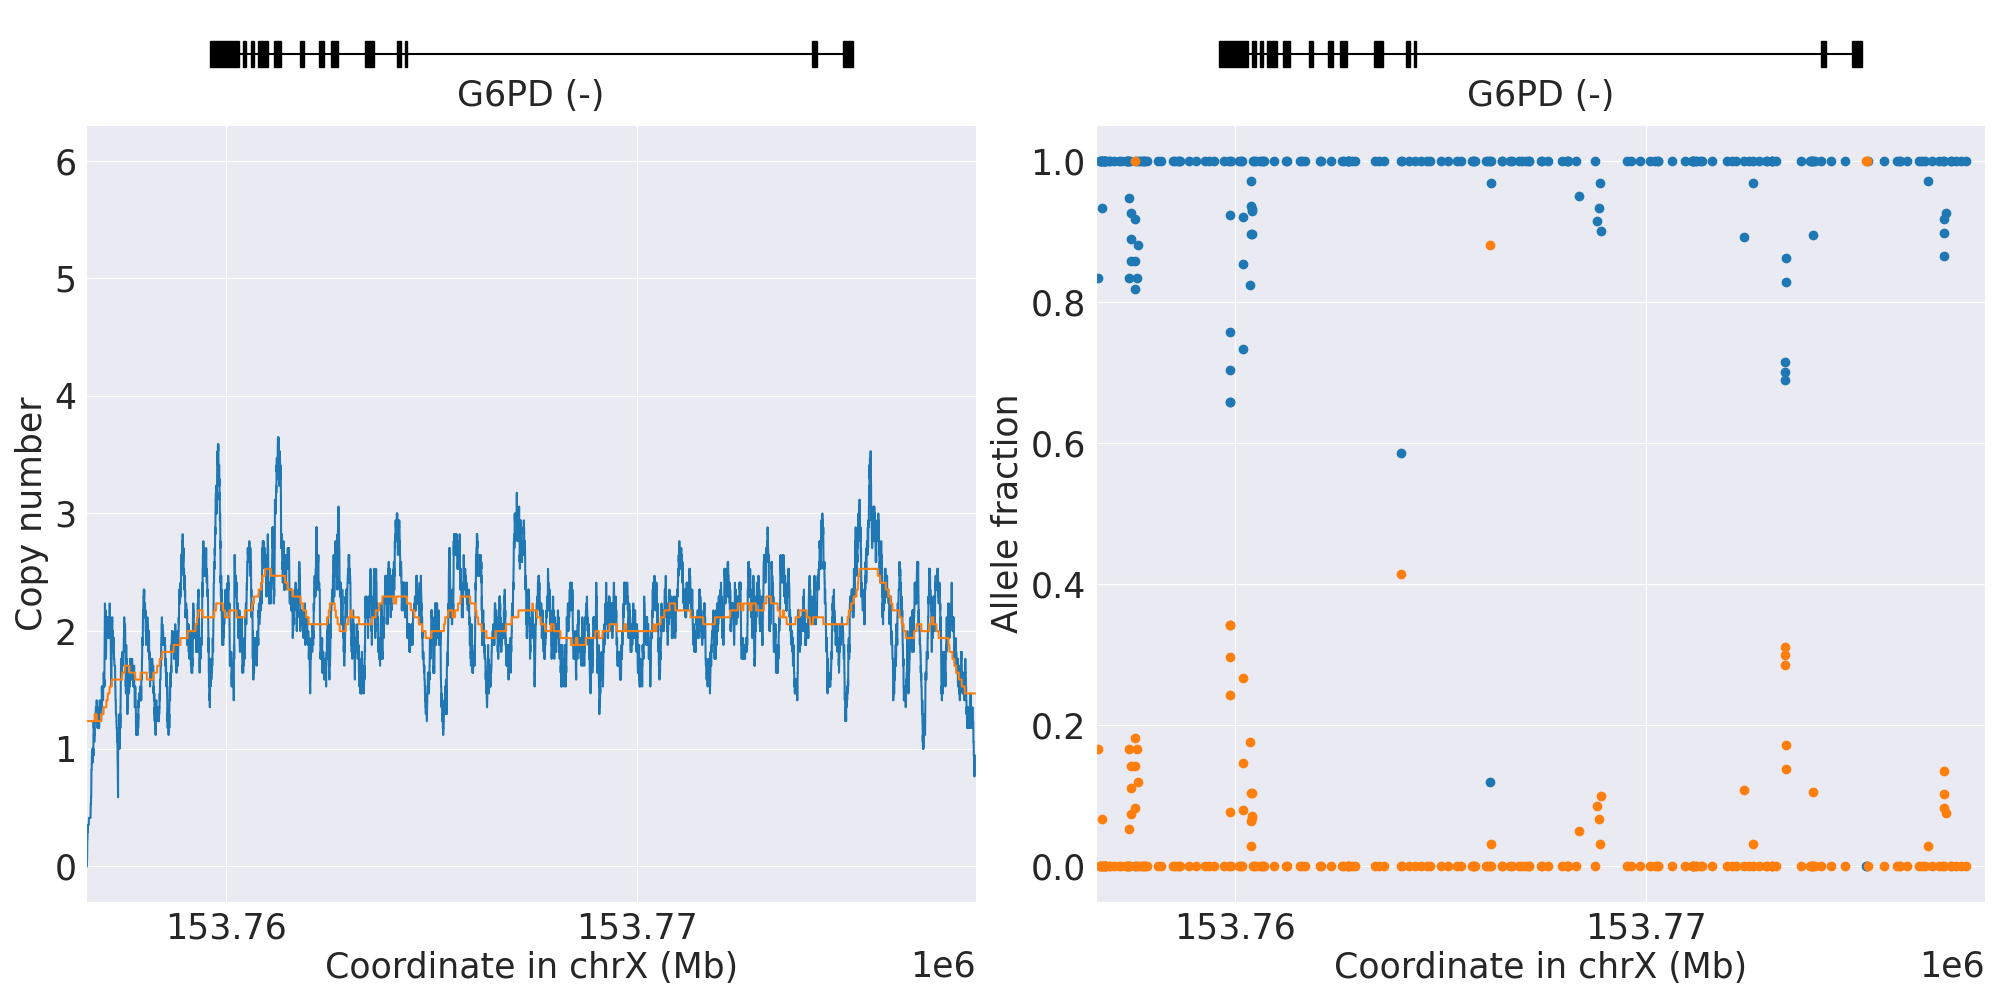 G6PD (-)
6
5
4
3
2
1
0
Copy number
153.76
153.77
Coordinate in chrX (Mb)
1e6
G6PD (-)
1.0
0.8
0.6
0.4
0.2
0.0
Allele fraction
153.76
153.77
Coordinate in chrX (Mb)
1e6